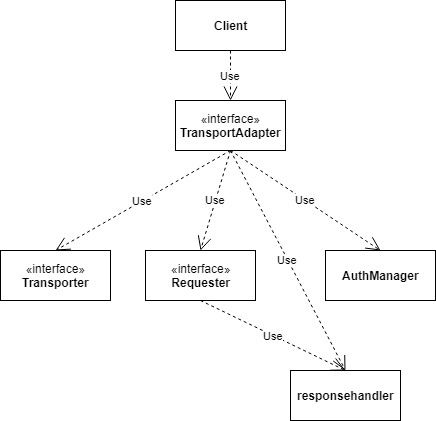 Client
Use
«interface»
TransportAdapter
Use
Use
Use
«interface»
Transporter
«interface»
Requester
Use
AuthManager
Use
responsehandler